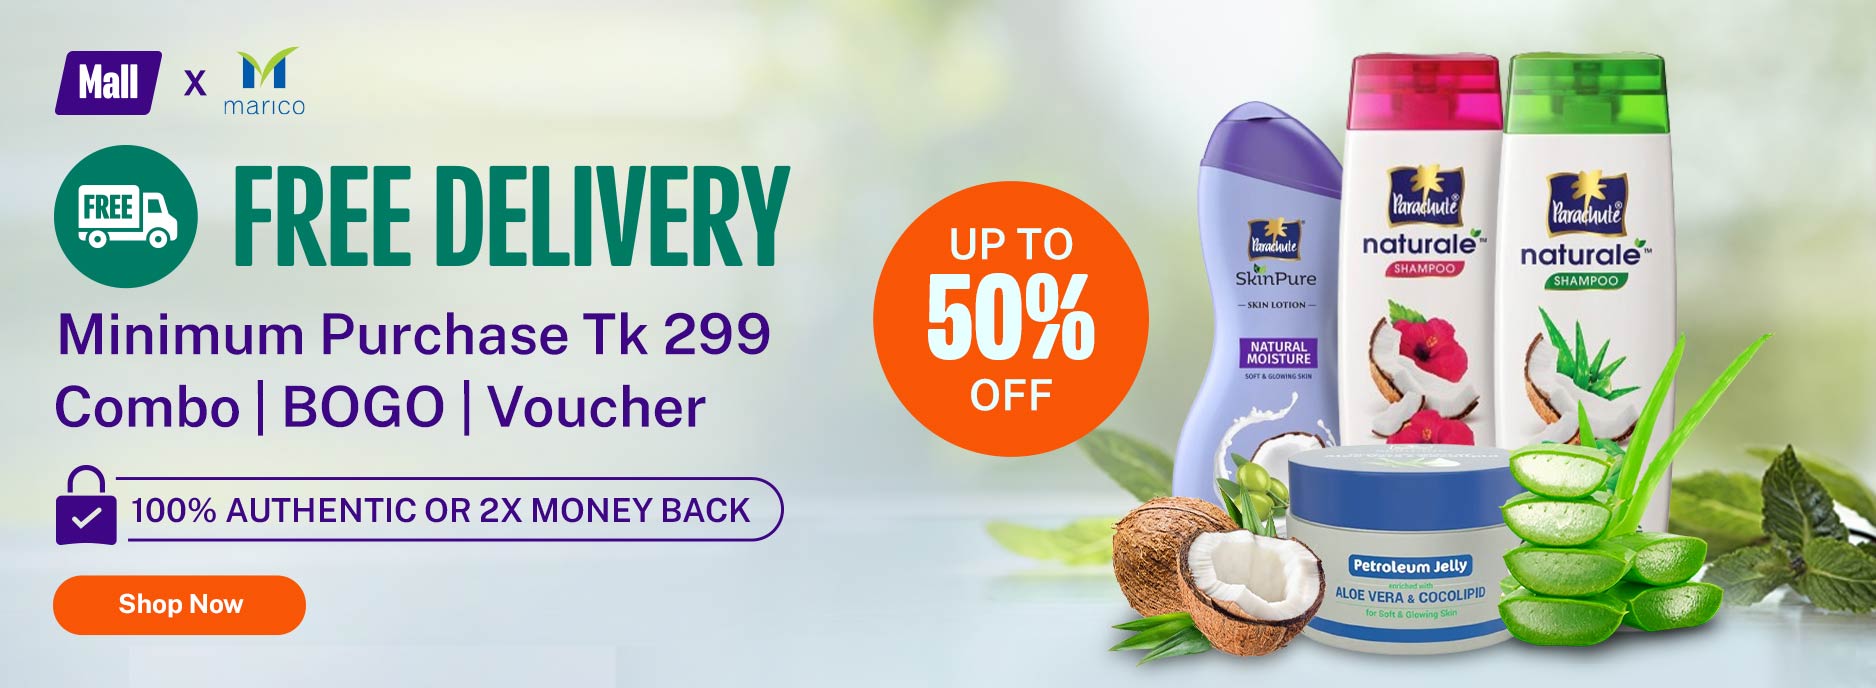 Mall X marico
FREE
FREE DELIVERY
Minimum Purchase Tk 299
Combo | BOGO | Voucher
100% AUTHENTIC OR 2X MONEY BACK
Shop Now
UP TO
50%
OFF
Parachute
SkinPure
SKIN LOTION
NATURAL
MOISTURE
SOFT & GLOWING SKIN
Parachute®
naturale™
SHAMPOO
Parachute®
naturale™
SHAMPOO
Petroleum Jelly
enriched with
ALOE VERA & COCOLIPID
for Soft & Glowing Skin